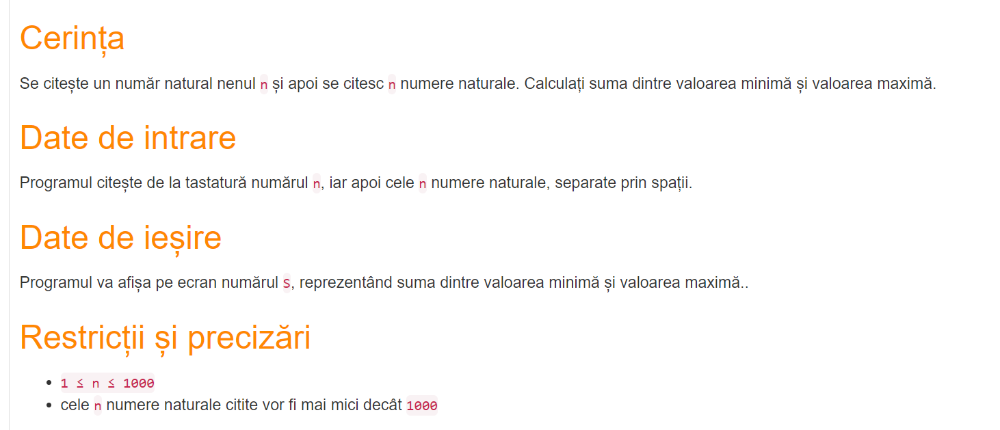 Cerința
Se citește un număr natural nenul n și apoi se citesc n numere naturale. Calculați suma dintre valoarea minimă și valoarea maximă.
Date de intrare
Programul citește de la tastatură numărul n, iar apoi cele n numere naturale, separate prin spații.
Date de ieșire
Programul va afișa pe ecran numărul S, reprezentând suma dintre valoarea minimă și valoarea maximă..
Restricții și precizări
• 1 ≤ n ≤ 1000
• cele n numere naturale citite vor fi mai mici decât 1000